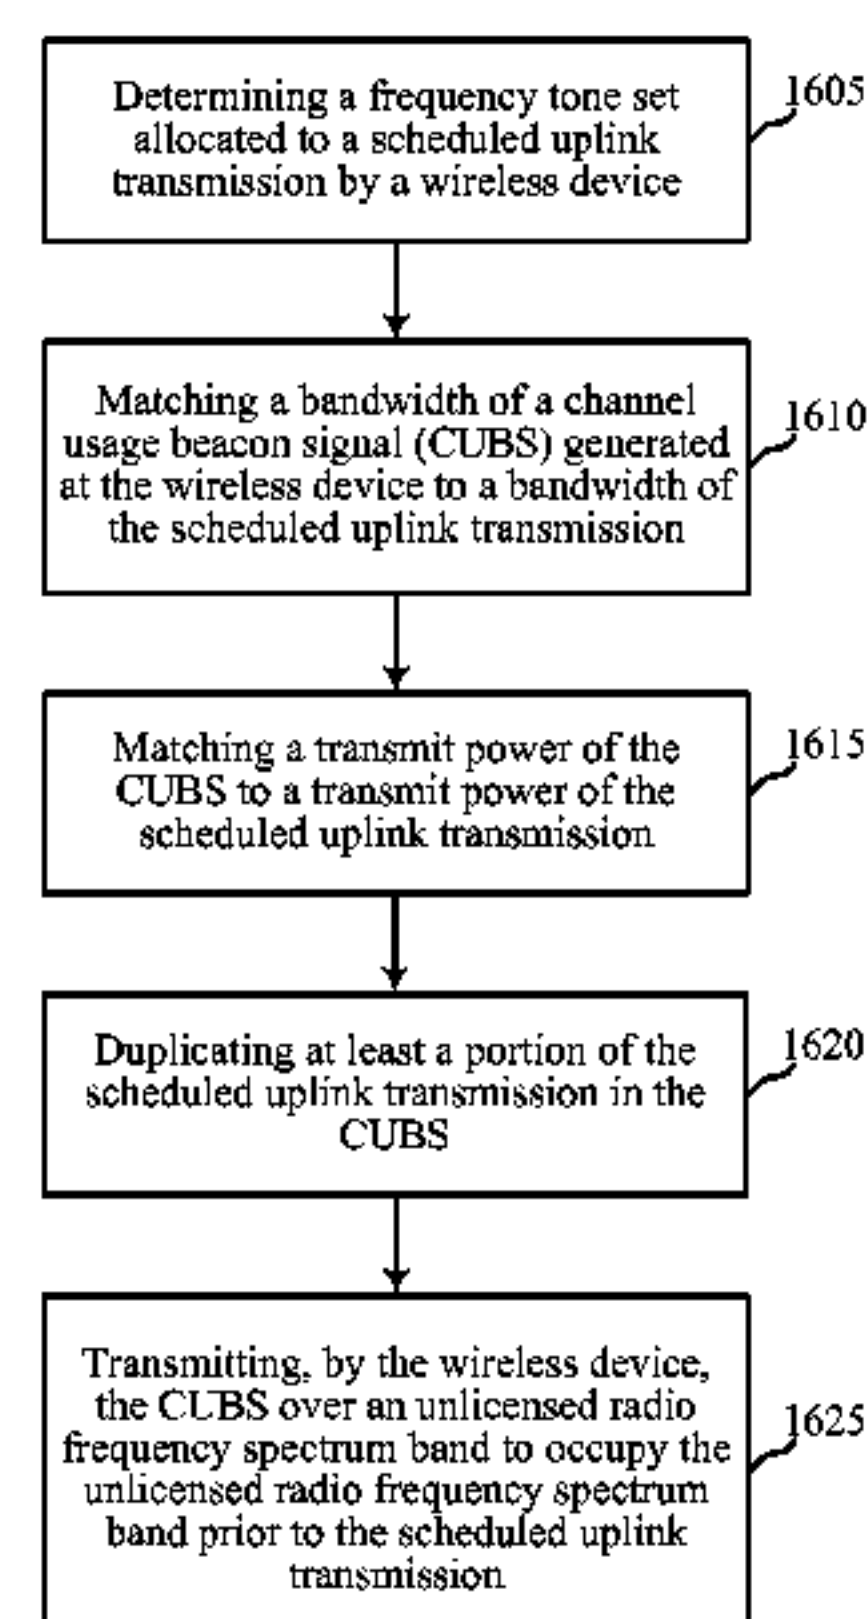 Determining a frequency tone set
allocated to a scheduled uplink
transmission by a wireless device
1605
Matching a bandwidth of a channel
usage beacon signal (CUBS) generated
at the wireless device to a bandwidth of
the scheduled uplink transmission
1610
Matching a transmit power of the
CUBS to a transmit power of the
scheduled uplink transmission
1615
Duplicating at least a portion of the
scheduled uplink transmission in the
CUBS
1620
Transmitting, by the wireless device,
the CUBS over an unlicensed radio
frequency spectrum band to occupy the
unlicensed radio frequency spectrum
band prior to the scheduled uplink
transmission
1625